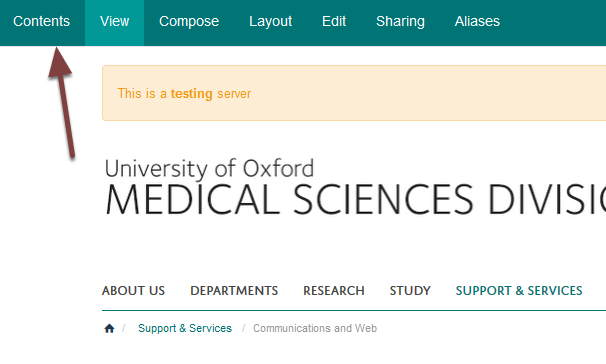 Contents View Compose Layout Edit Sharing Aliases
This is a testing server
University of Oxford
MEDICAL SCIENCES
ABOUT US DEPARTMENTS RESEARCH STUDY SUPPORT & SERVICES
/ Support & Services / Communications and Web